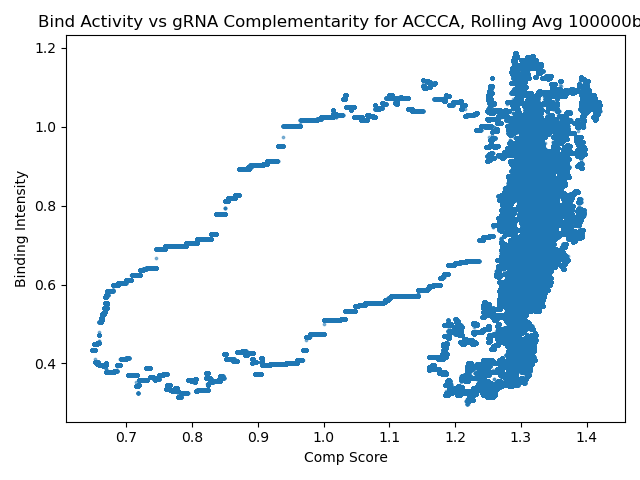 Bind Activity vs gRNA Complementarity for ACCCA, Rolling Avg 100000b
1.2
1.0
0.8
0.6
0.4
Binding Intensity
0.7 0.8 0.9 1.0 1.1 1.2 1.3 1.4
Comp Score